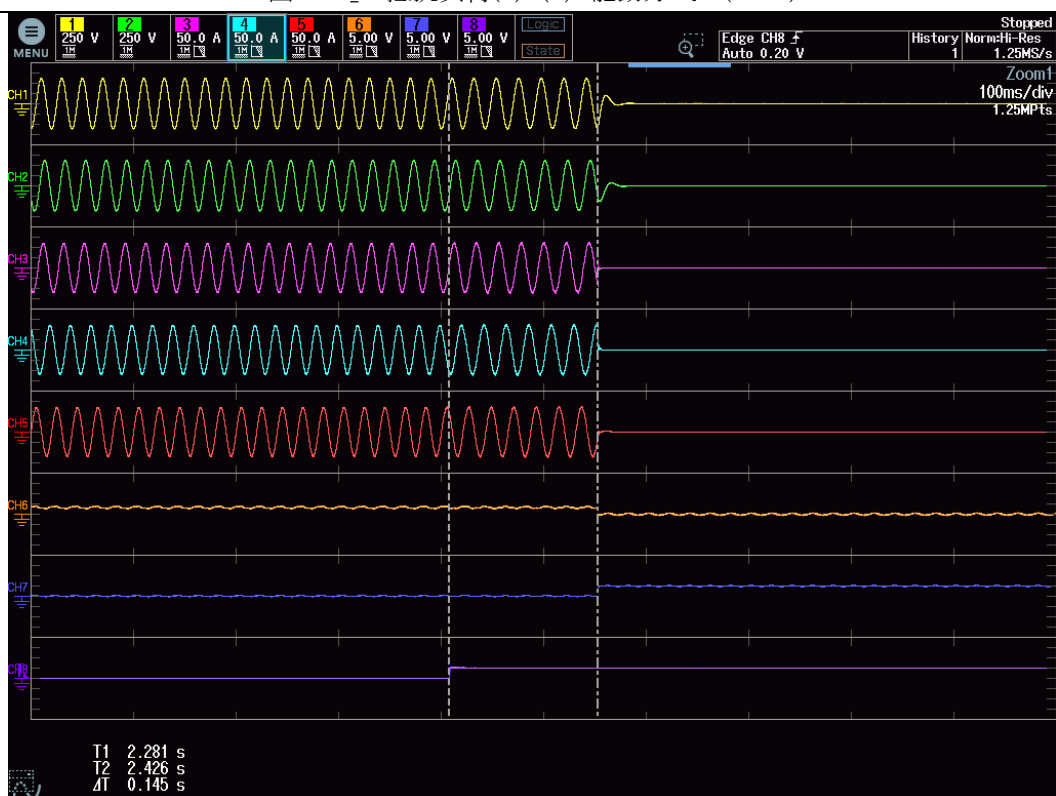 MENU
1 250 V 1M
2 250 V 1M
3 50.0 A 1M
4 50.0 A 1M
5 50.0 A 1M
6 5.00 V 1M
7 5.00 V 1M
8 5.00 V 1M
Logic
State
Edge CH8
Auto 0.20 V
Stopped
History Norm:Hi-Res
1 1.25MS/s
Zoom1
100ms/div
1.25MPts
CH1
CH2
CH3
CH4
CH5
CH6
CH7
CH8
T1 2.281 s
T2 2.426 s
ΔT 0.145 s